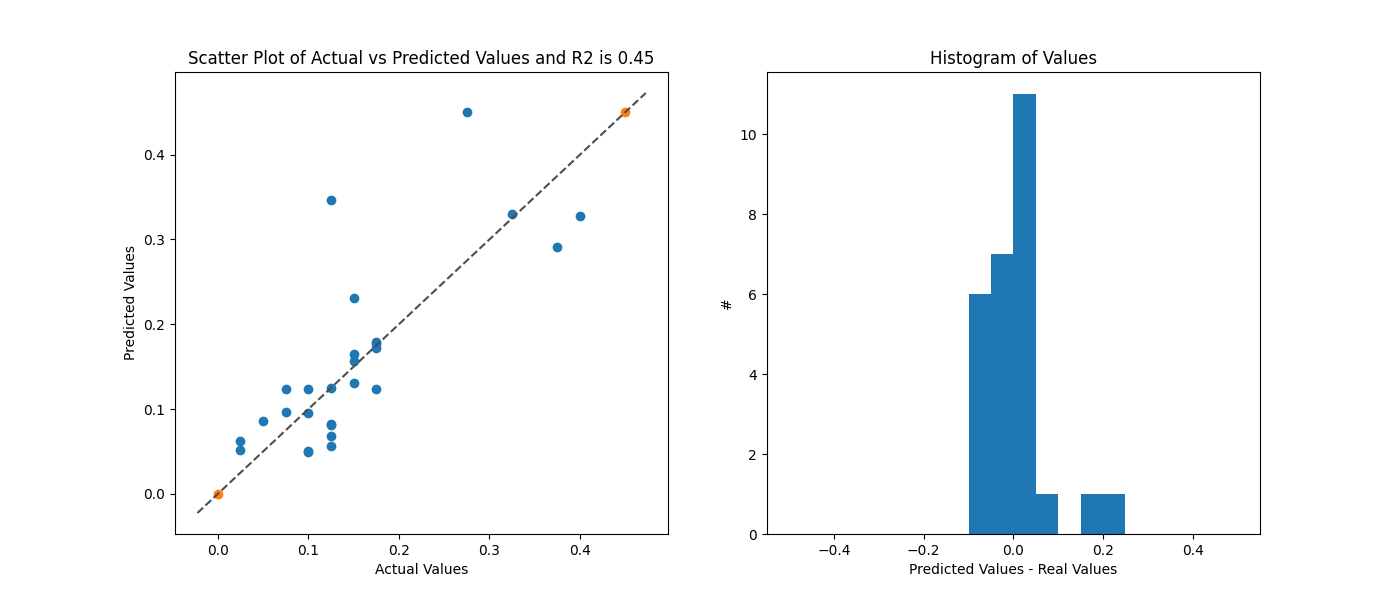 Scatter Plot of Actual vs Predicted Values and R2 is 0.45
Predicted Values
0.4
0.3
0.2
0.1
0.0
0.0 0.1 0.2 0.3 0.4
Actual Values
Histogram of Values
#
10
8
6
4
2
0
−0.4 −0.2 0.0 0.2 0.4
Predicted Values - Real Values